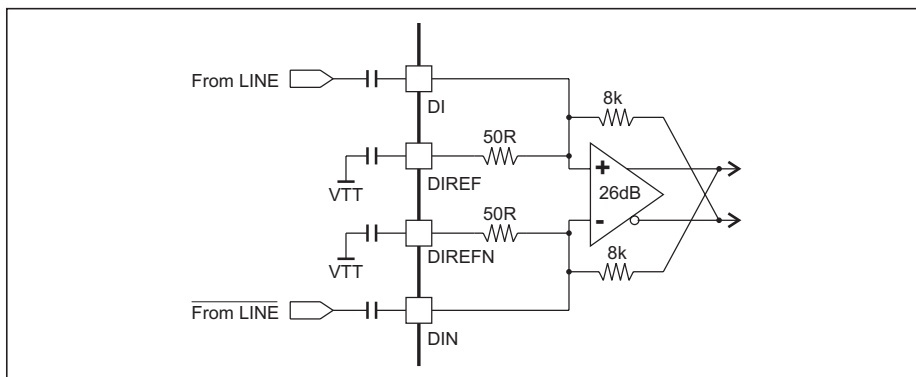 From LINE
DI
8k
50R
DIREF
VTT
+
26dB
-
50R
DIREFN
VTT
8k
From LINE
DIN